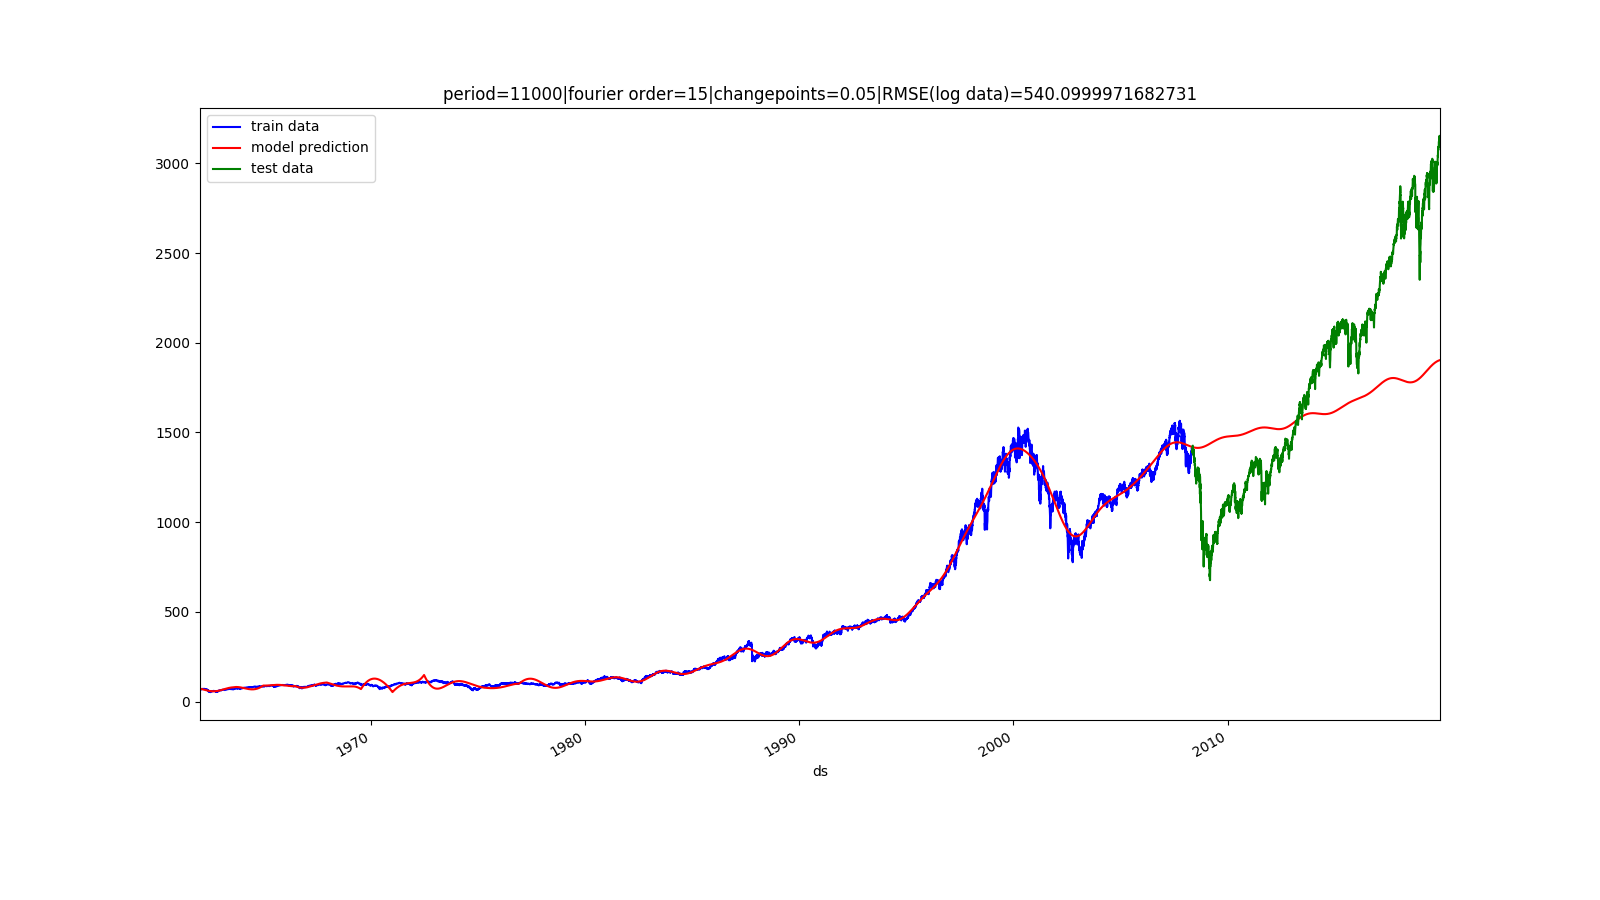 period=11000|fourier order=15|changepoints=0.05|RMSE(log data)=540.0999971682731
train data
model prediction
test data
3000
2500
2000
1500
1000
500
0
1970
1980
1990
2000
2010
ds